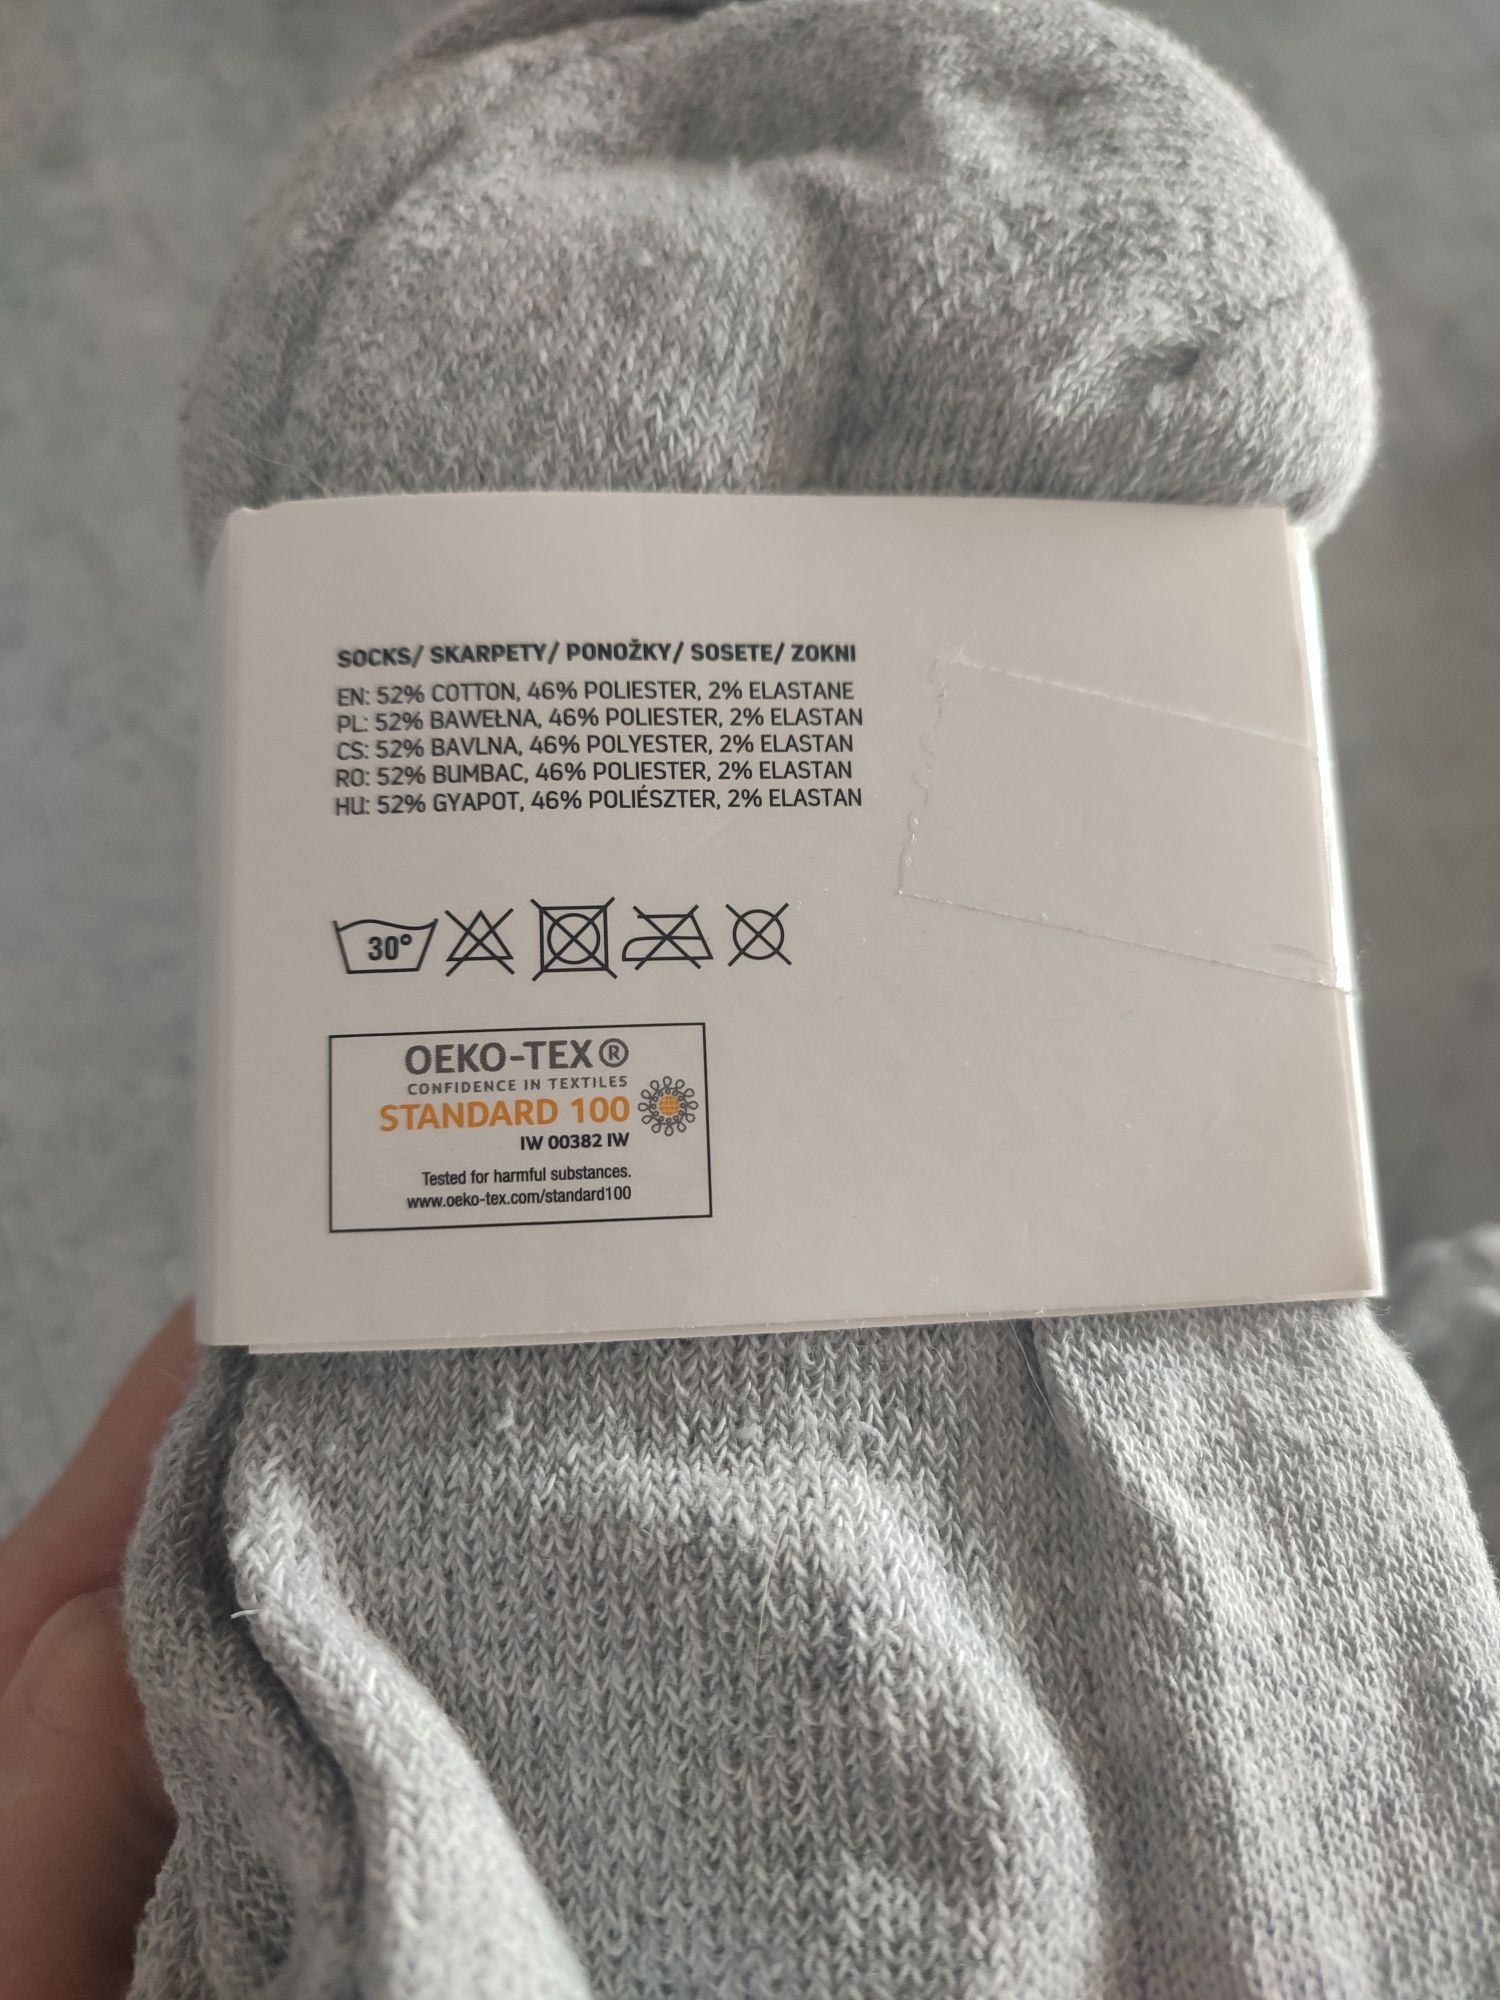 SOCKS/ SKARPETY/ PONOŽKY/ SOSETE/ ZOKNI
EN: 52% COTTON, 46% POLIESTER, 2% ELASTANE
PL: 52% BAWEŁNA, 46% POLIESTER, 2% ELASTAN
CS: 52% BAVLNA, 46% POLYESTER, 2% ELASTAN
RO: 52% BUMBAC, 46% POLIESTER, 2% ELASTAN
HU: 52% GYAPOT, 46% POLIÉSZTER, 2% ELASTAN
30°
OEKO-TEX®
CONFIDENCE IN TEXTILES
STANDARD 100
IW 00382 IW
Tested for harmful substances.
www.oeko-tex.com/standard100